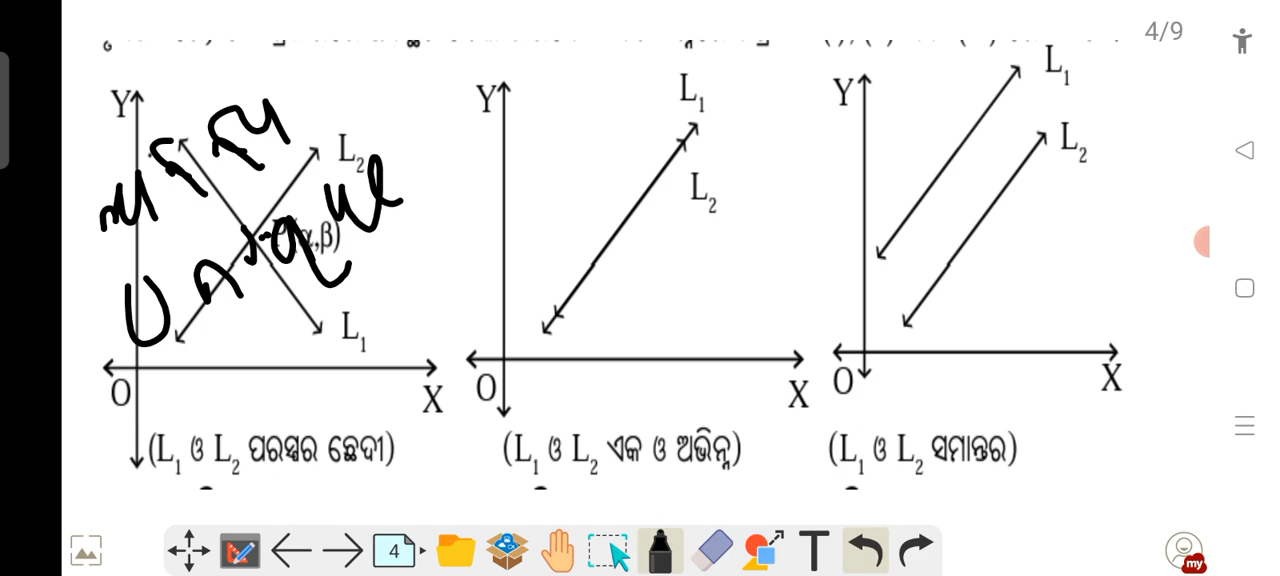 4/9
Y
L₂
P(α,β)
unique
L₁
O
X
(L₁ ଓ L₂ ପରସ୍ପର ଛେଦୀ)
Y
L₁
L₂
O
X
(L₁ ଓ L₂ ଏକ ଓ ଅଭିନ୍ନ)
Y
L₁
L₂
O
X
(L₁ ଓ L₂ ସମାନ୍ତର)
4
T
my